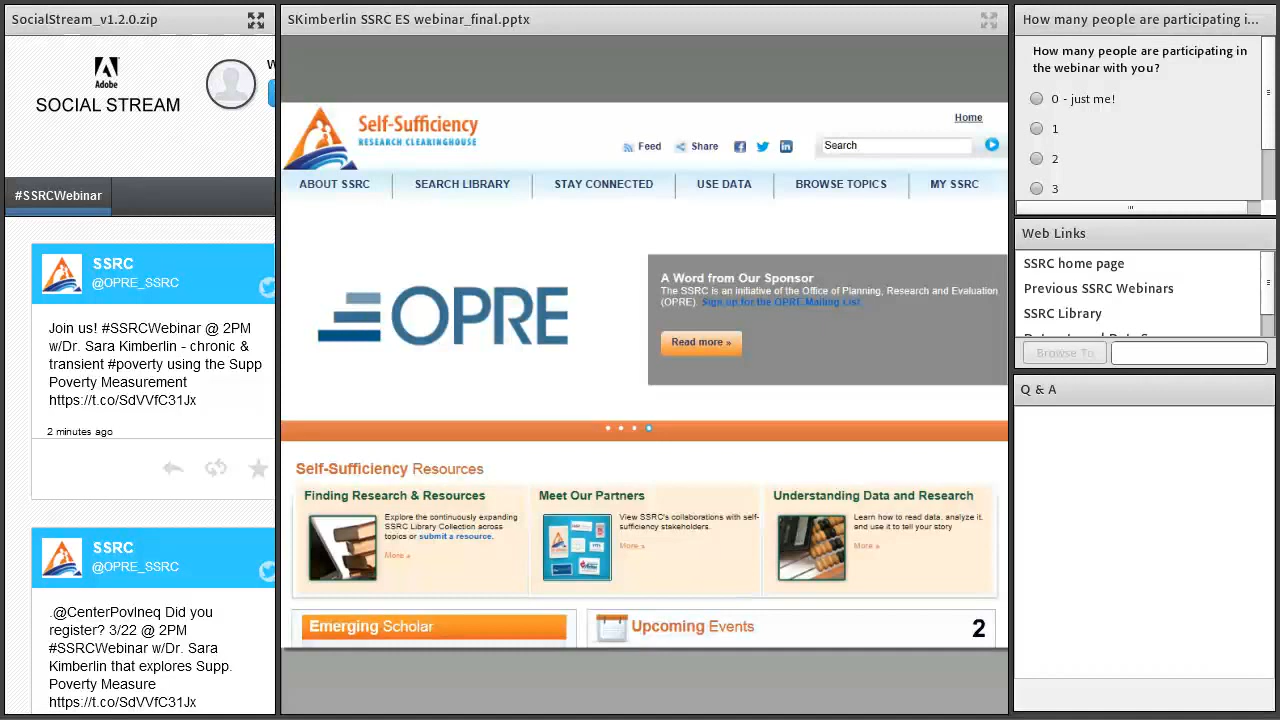 SocialStream_v1.2.0.zip
Adobe
SOCIAL STREAM
#SSRCWebinar
SSRC
@OPRE_SSRC
Join us! #SSRCWebinar @ 2PM
w/Dr. Sara Kimberlin - chronic &
transient #poverty using the Supp
Poverty Measurement
https://t.co/SdVVfC31Jx
2 minutes ago
SSRC
@OPRE_SSRC
.@CenterPovIneq Did you
register? 3/22 @ 2PM
#SSRCWebinar w/Dr. Sara
Kimberlin that explores Supp.
Poverty Measure
https://t.co/SdVVfC31Jx
SKimberlin SSRC ES webinar_final.pptx
Self-Sufficiency
RESEARCH CLEARINGHOUSE
Home
Feed
Share
Search
ABOUT SSRC
SEARCH LIBRARY
STAY CONNECTED
USE DATA
BROWSE TOPICS
MY SSRC
OPRE
A Word from Our Sponsor
The SSRC is an Initiative of the Office of Planning, Research and Evaluation
(OPRE). Sign up for the OPRE Mailing List
Read more »
Self-Sufficiency Resources
Finding Research & Resources
Explore the continuously expanding
SSRC Library Collection across
topics or submit a resource.
More »
Meet Our Partners
View SSRC's collaborations with self-
sufficiency stakeholders.
More »
Understanding Data and Research
Learn how to read data, analyze it,
and use it to tell your story
More »
Emerging Scholar
Upcoming Events
2
How many people are participating i...
How many people are participating in
the webinar with you?
0 - just me!
1
2
3
Web Links
SSRC home page
Previous SSRC Webinars
SSRC Library
Browse To
Q & A